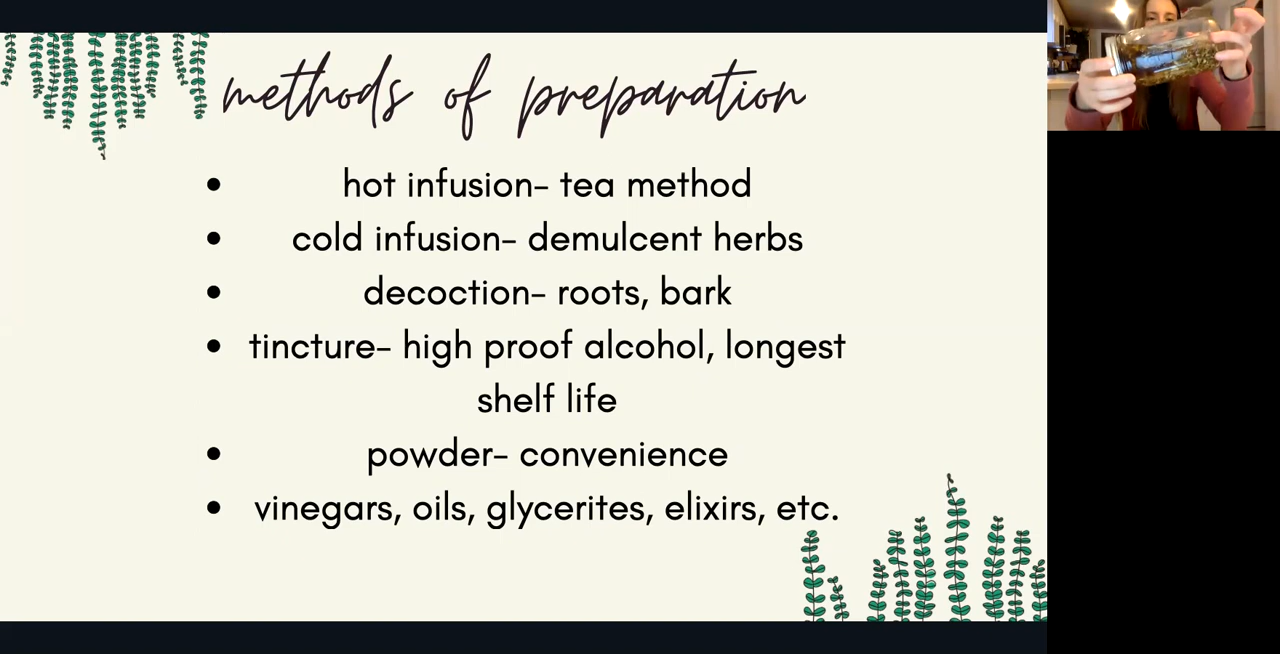 methods of preparation
hot infusion- tea method
cold infusion- demulcent herbs
decoction- roots, bark
tincture- high proof alcohol, longest
shelf life
powder- convenience
vinegars, oils, glycerites, elixirs, etc.